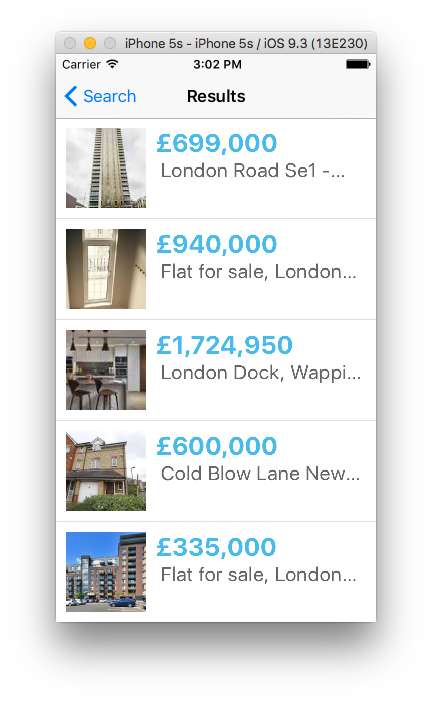 iPhone 5s - iPhone 5s / iOS 9.3 (13E230)
Carrier 3:02 PM
Search Results
£699,000
London Road Se1 -...
£940,000
Flat for sale, London...
£1,724,950
London Dock, Wappi...
£600,000
Cold Blow Lane New...
£335,000
Flat for sale, London...